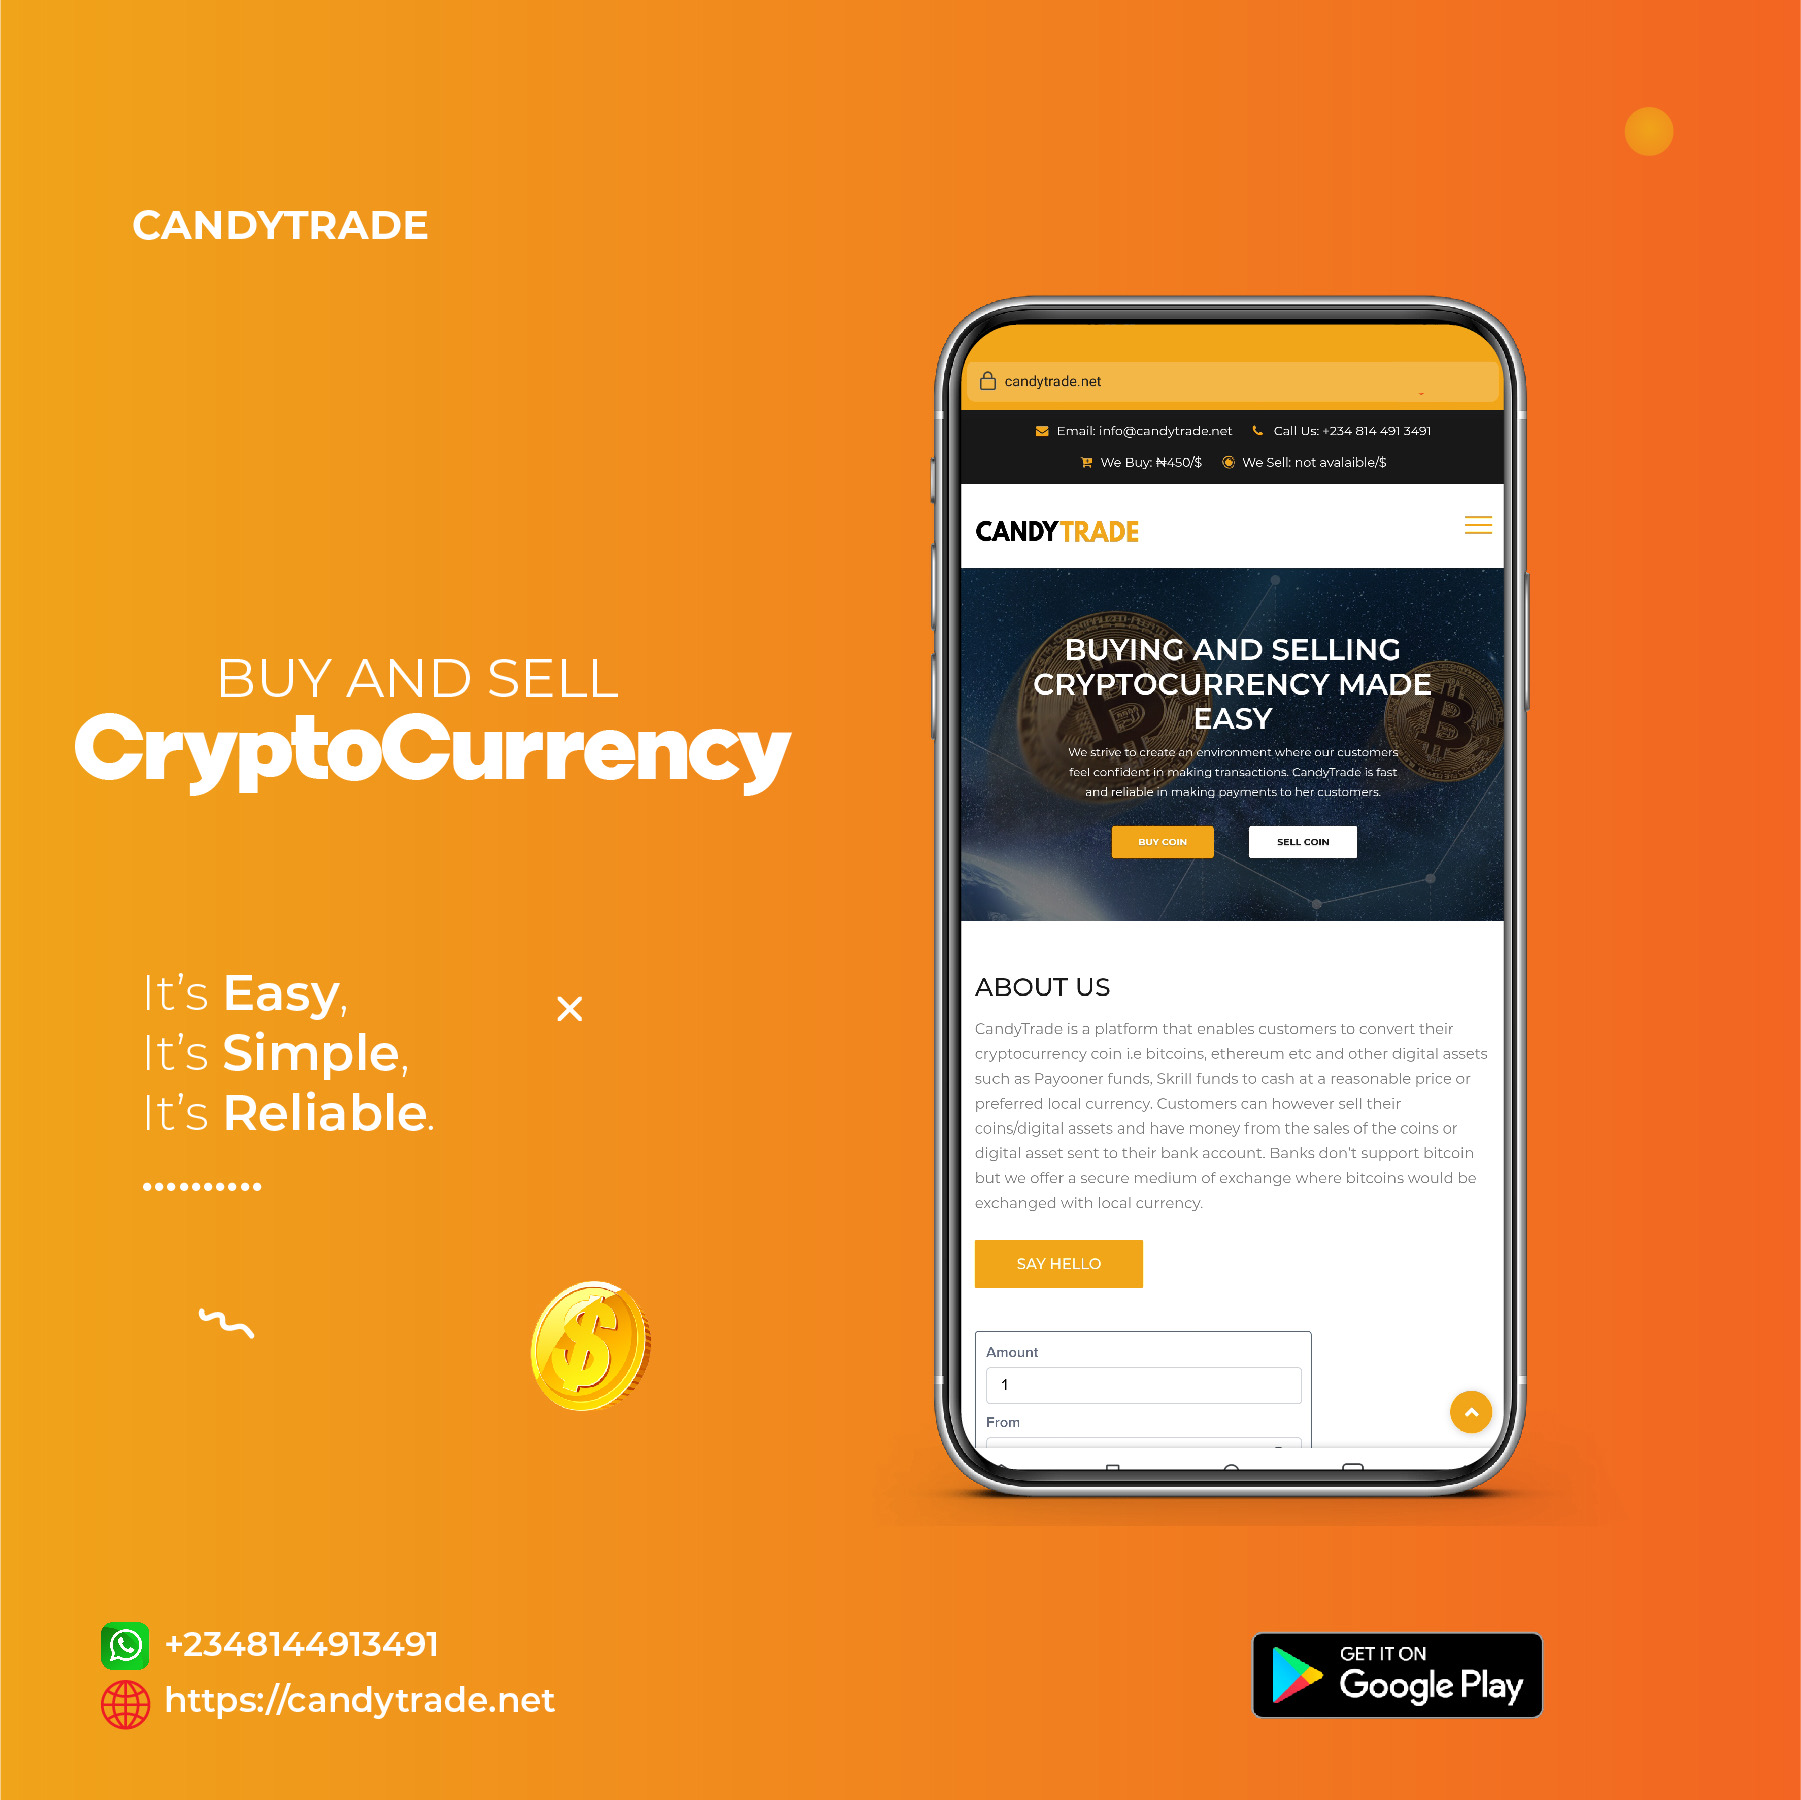 CANDYTRADE
BUY AND SELL
CryptoCurrency
It's Easy,
It's Simple,
It's Reliable.
+2348144913491
https://candytrade.net
candytrade.net
Email: info@candytrade.net Call Us: +234 814 491 3491
We Buy: ₦450/$ We Sell: not avalaible/$
CANDYTRADE
BUYING AND SELLING
CRYPTOCURRENCY MADE
EASY
We strive to create an environment where our customers
feel confident in making transactions. CandyTrade is fast
and reliable in making payments to her customers.
BUY COIN SELL COIN
ABOUT US
CandyTrade is a platform that enables customers to convert their
cryptocurrency coin i.e bitcoins, ethereum etc and other digital assets
such as Payooner funds, Skrill funds to cash at a reasonable price or
preferred local currency. Customers can however sell their
coins/digital assets and have money from the sales of the coins or
digital asset sent to their bank account. Banks don't support bitcoin
but we offer a secure medium of exchange where bitcoins would be
exchanged with local currency.
SAY HELLO
Amount
1
From
GET IT ON
Google Play